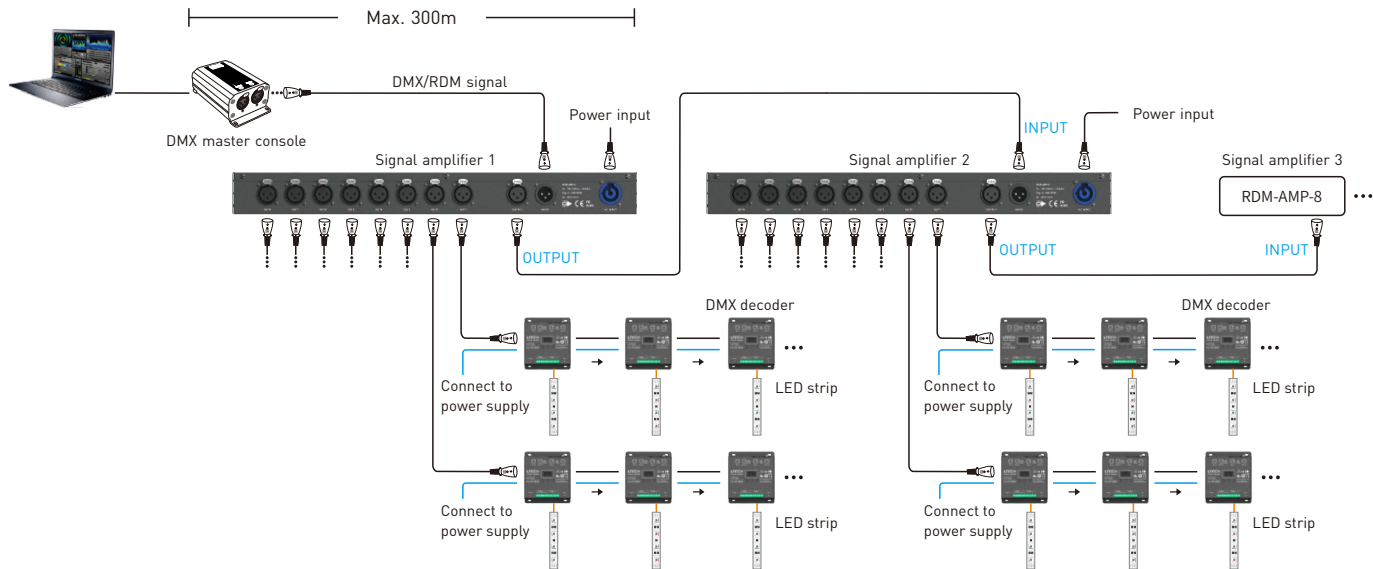 Max. 300m
DMX/RDM signal
DMX master console
Power input
INPUT
Power input
Signal amplifier 1
Signal amplifier 2
Signal amplifier 3
RDM-AMP-8
OUTPUT
OUTPUT
INPUT
DMX decoder
DMX decoder
Connect to
power supply
LED strip
Connect to
power supply
LED strip
Connect to
power supply
LED strip
Connect to
power supply
LED strip